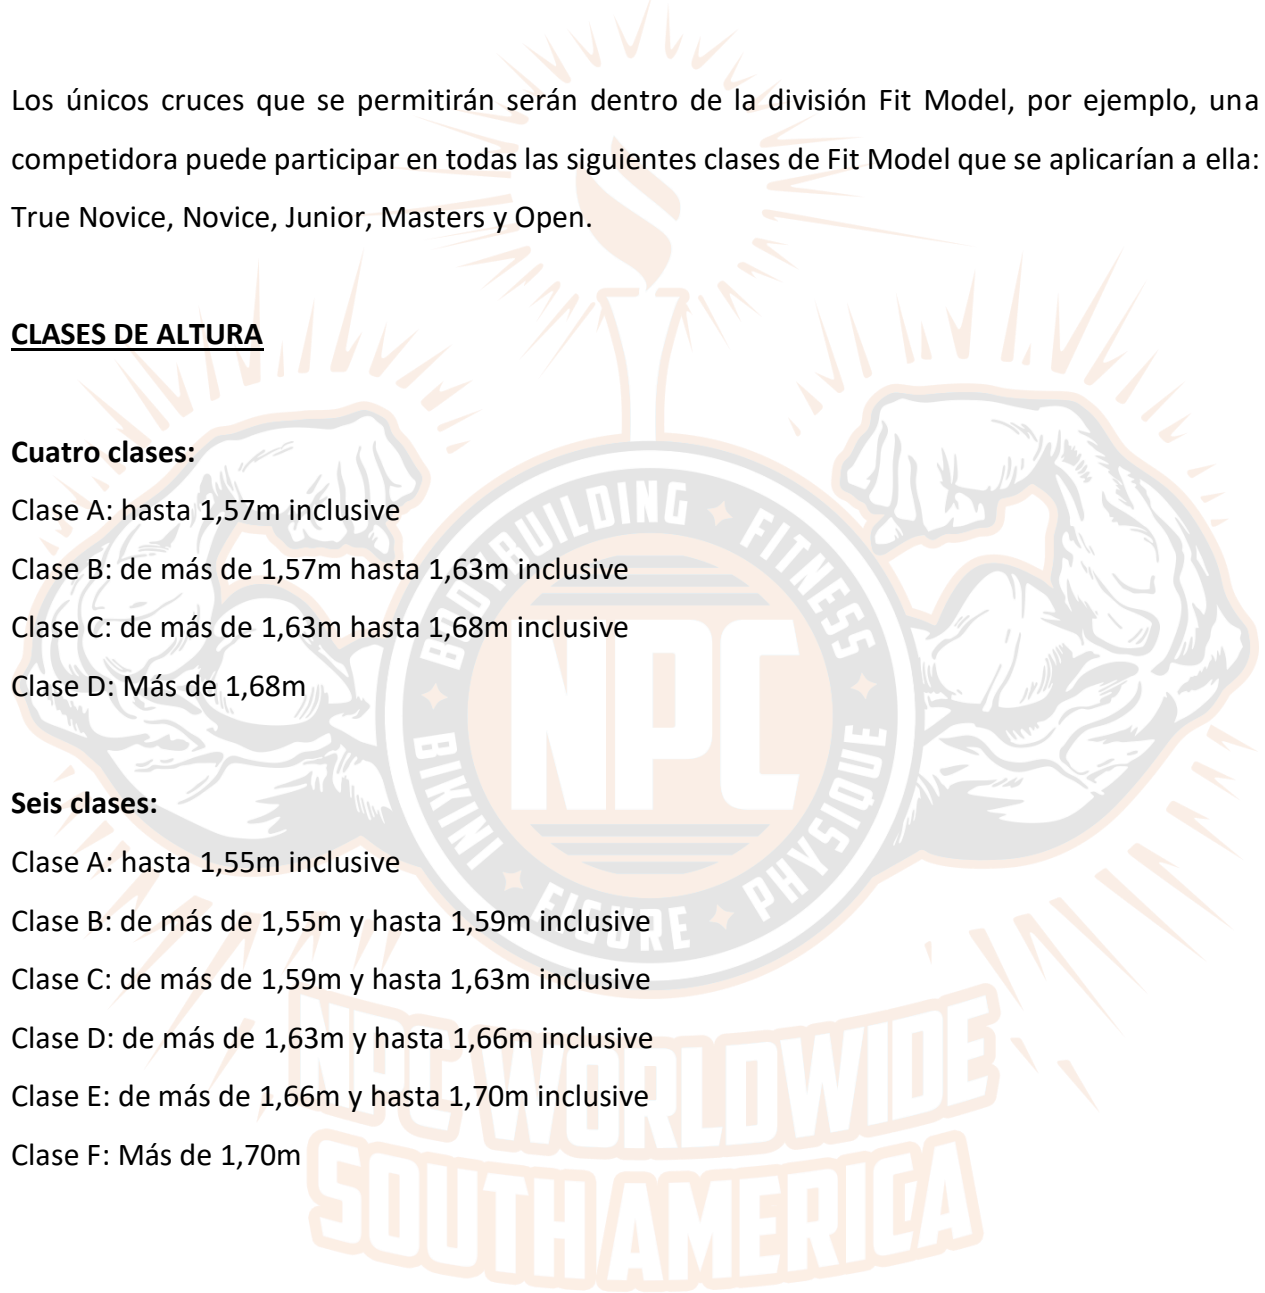 Los únicos cruces que se permitirán serán dentro de la división Fit Model, por ejemplo, una
competidora puede participar en todas las siguientes clases de Fit Model que se aplicarían a ella:
True Novice, Novice, Junior, Masters y Open.
CLASES DE ALTURA
Cuatro clases:
Clase A: hasta 1,57m inclusive
Clase B: de más de 1,57m hasta 1,63m inclusive
Clase C: de más de 1,63m hasta 1,68m inclusive
Clase D: Más de 1,68m
Seis clases:
Clase A: hasta 1,55m inclusive
Clase B: de más de 1,55m y hasta 1,59m inclusive
Clase C: de más de 1,59m y hasta 1,63m inclusive
Clase D: de más de 1,63m y hasta 1,66m inclusive
Clase E: de más de 1,66m y hasta 1,70m inclusive
Clase F: Más de 1,70m
BODYBUILDING FITNESS
NPC
BIKINI FIGURE PHYSIQUE
NPC WORLDWIDE
SOUTH AMERICA